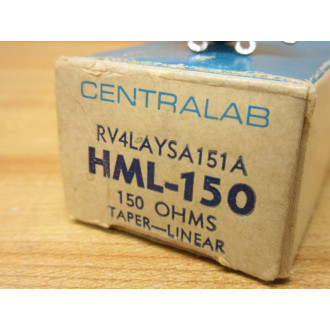 CENTRALAB
RV4LAYSA151A
HML-150
150 OHMS
TAPER—LINEAR